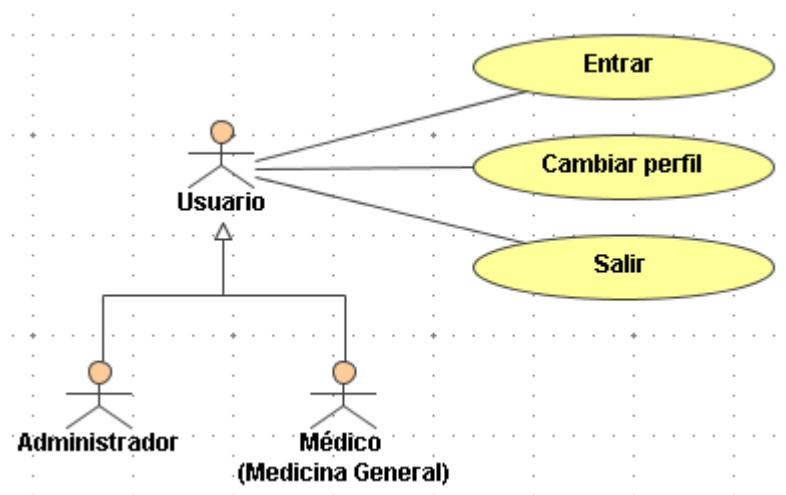 Entrar
Cambiar perfil
Usuario
Salir
Administrador
Médico
(Medicina General)